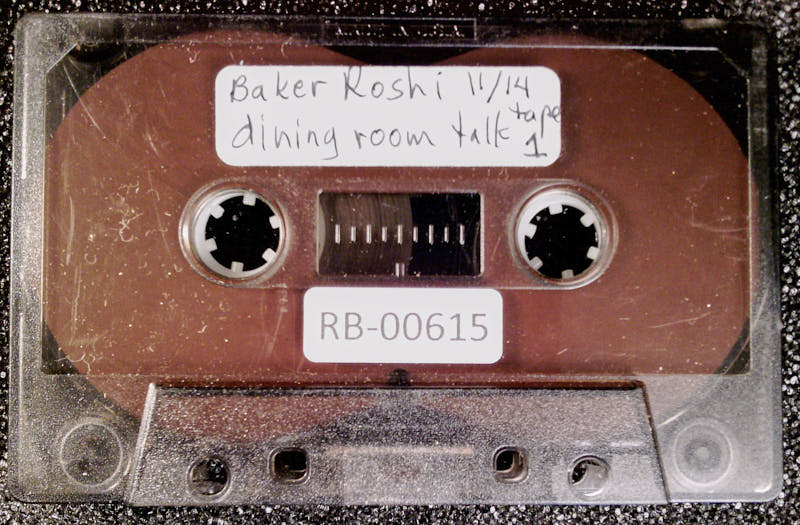 Baker Roshi 11/14
dining room talk tape 1
RB-00615